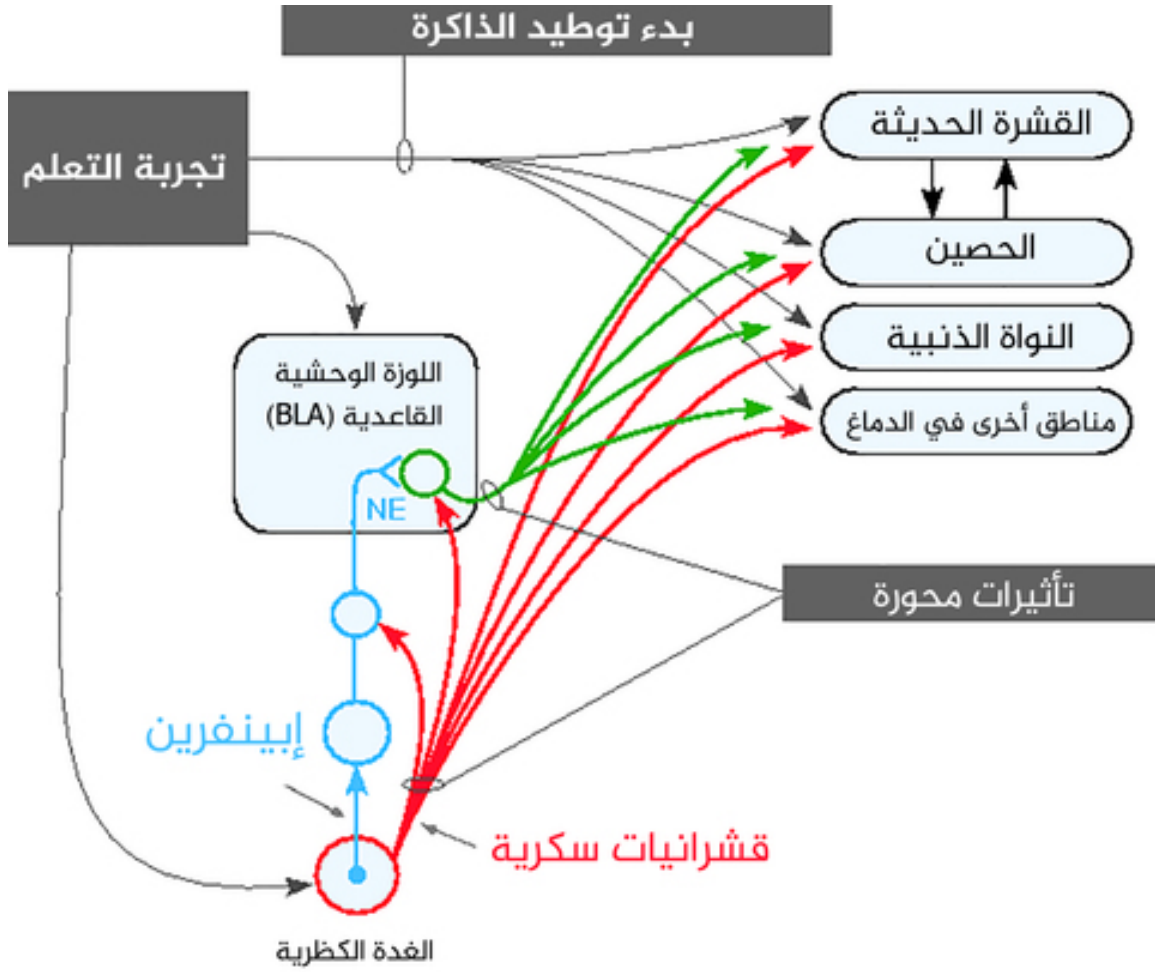 بدء توطيد الذاكرة
تجربة التعلم
القشرة الحديثة
الحصين
النواة الذنبية
مناطق أخرى في الدماغ
اللوزة الوحشية
القاعدية (BLA)
NE
تأثيرات محورة
إبينفرين
قشرانيات سكرية
الغدة الكظرية